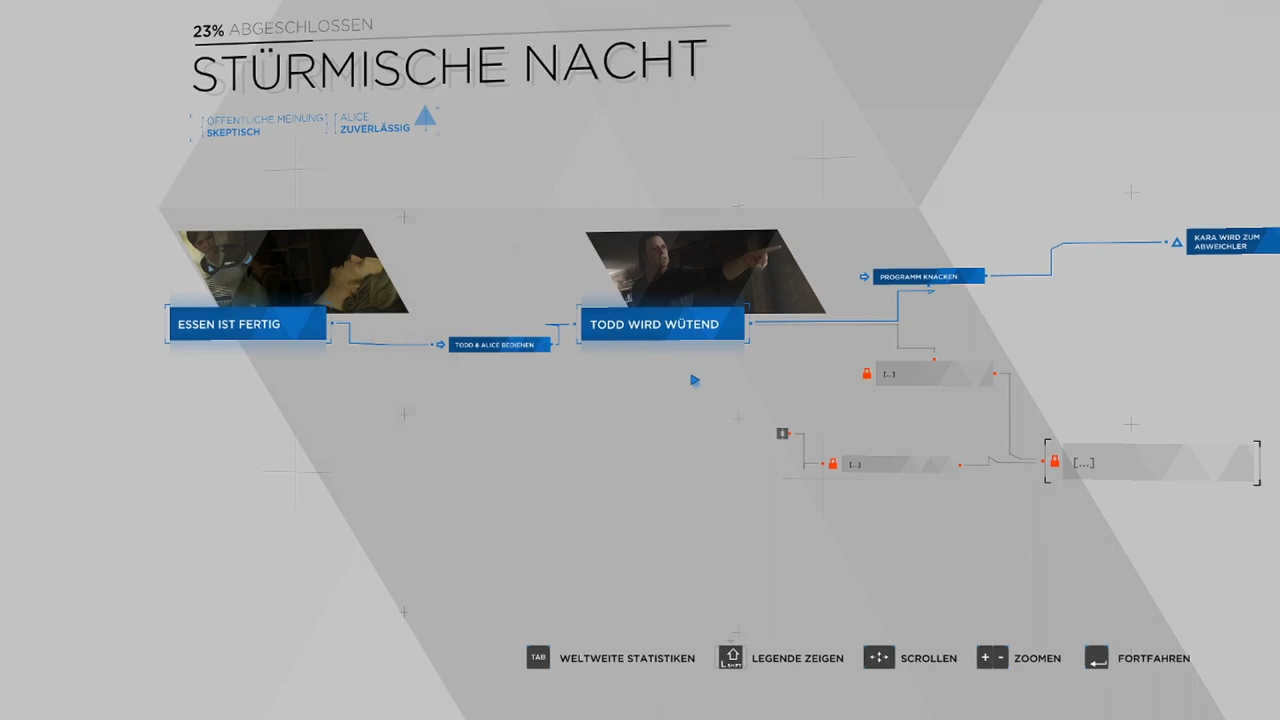 23% ABGESCHLOSSEN
STÜRMISCHE NACHT
ÖFFENTLICHE MEINUNG
SKEPTISCH
ALICE
ZUVERLÄSSIG
KARA WIRD ZUM
ABWEICHLER
PROGRAMM KNACKEN
ESSEN IST FERTIG
TODD & ALICE BEDIENEN
TODD WIRD WÜTEND
[...]
[...]
[...]
TAB
WELTWEITE STATISTIKEN
L SHIFT
LEGENDE ZEIGEN
SCROLLEN
+ -
ZOOMEN
FORTFAHREN